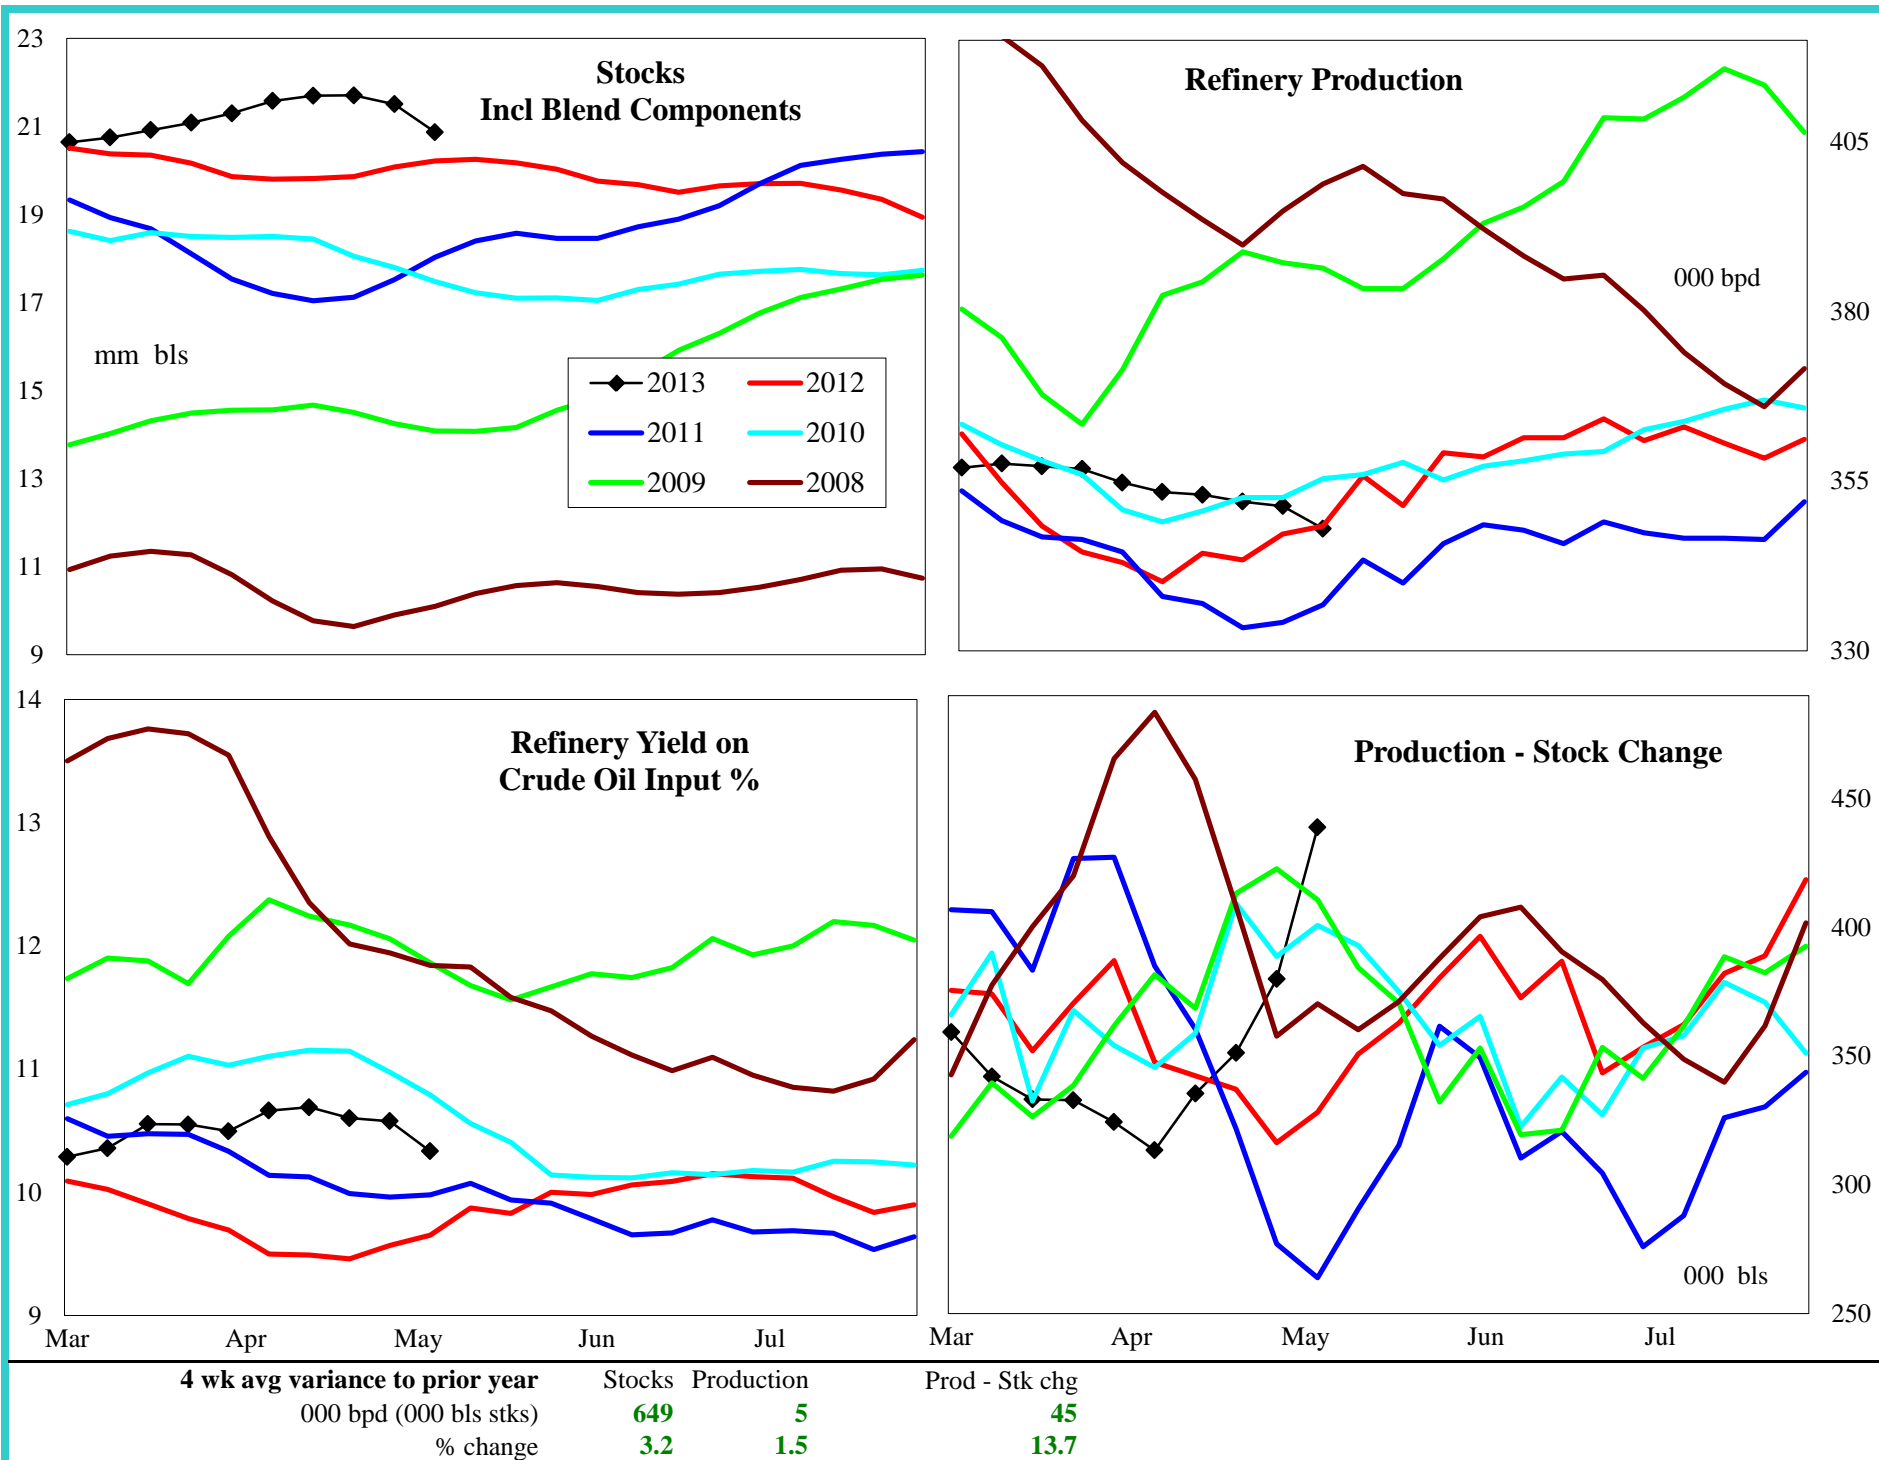 Stocks
Incl Blend Components
23
21
19
17
15
13
11
9
mm bls
2013 2012
2011 2010
2009 2008
Refinery Production
000 bpd
405
380
355
330
Refinery Yield on
Crude Oil Input %
14
13
12
11
10
9
Mar Apr May Jun Jul
Production - Stock Change
450
400
350
300
250
000 bls
Mar Apr May Jun Jul
4 wk avg variance to prior year Stocks Production Prod - Stk chg
000 bpd (000 bls stks) 649 5 45
% change 3.2 1.5 13.7